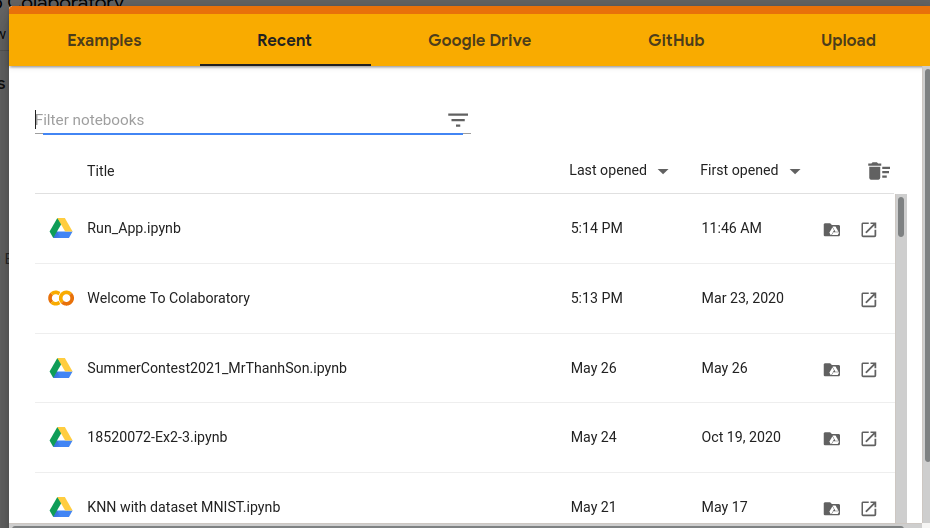 Colaboratory
Examples Recent Google Drive GitHub Upload
Filter notebooks
Title Last opened First opened
Run_App.ipynb 5:14 PM 11:46 AM
Welcome To Colaboratory 5:13 PM Mar 23, 2020
SummerContest2021_MrThanhSon.ipynb May 26 May 26
18520072-Ex2-3.ipynb May 24 Oct 19, 2020
KNN with dataset MNIST.ipynb May 21 May 17